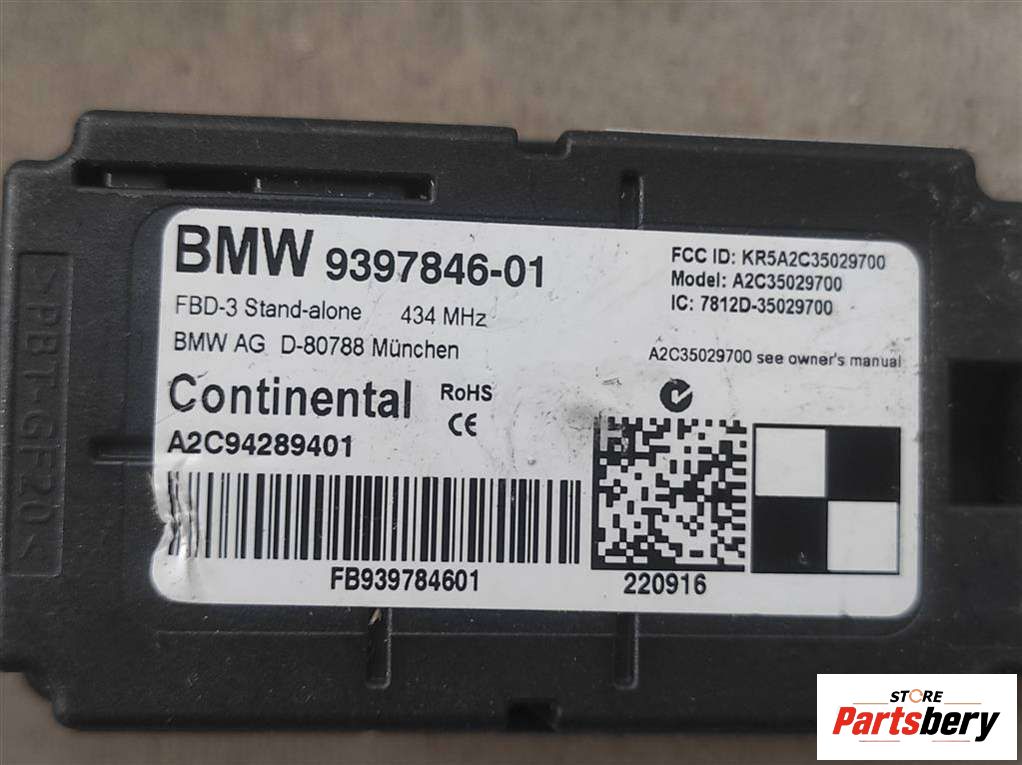 BMW 9397846-01
FBD-3 Stand-alone 434 MHz
BMW AG D-80788 München
Continental RoHS
CE
A2C94289401
FCC ID: KR5A2C35029700
Model: A2C35029700
IC: 7812D-35029700
A2C35029700 see owner's manual
FB939784601
220916
>PBT-GF20<
STORE
Partsbery